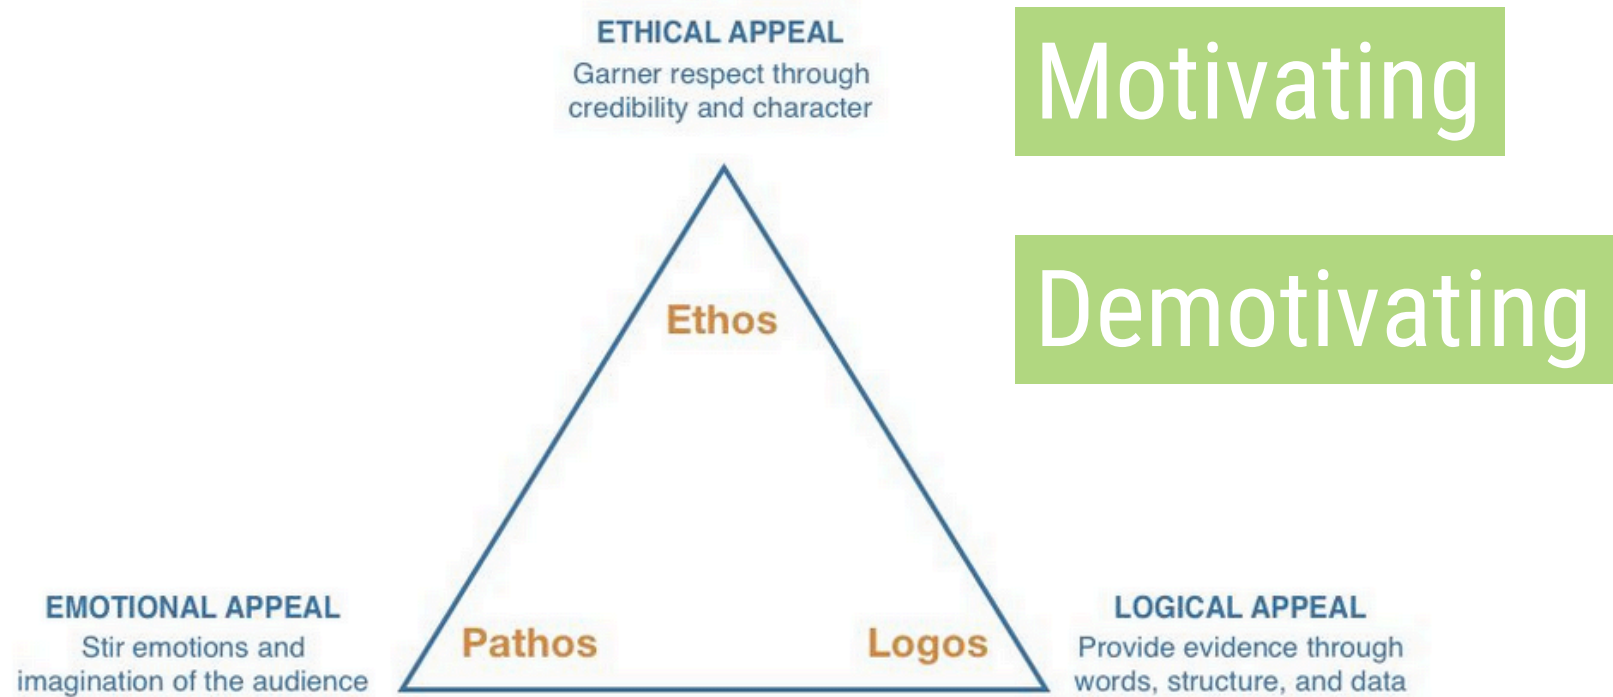 ETHICAL APPEAL
Garner respect through
credibility and character
Motivating
Demotivating
Ethos
EMOTIONAL APPEAL
Stir emotions and
imagination of the audience
Pathos
Logos
LOGICAL APPEAL
Provide evidence through
words, structure, and data